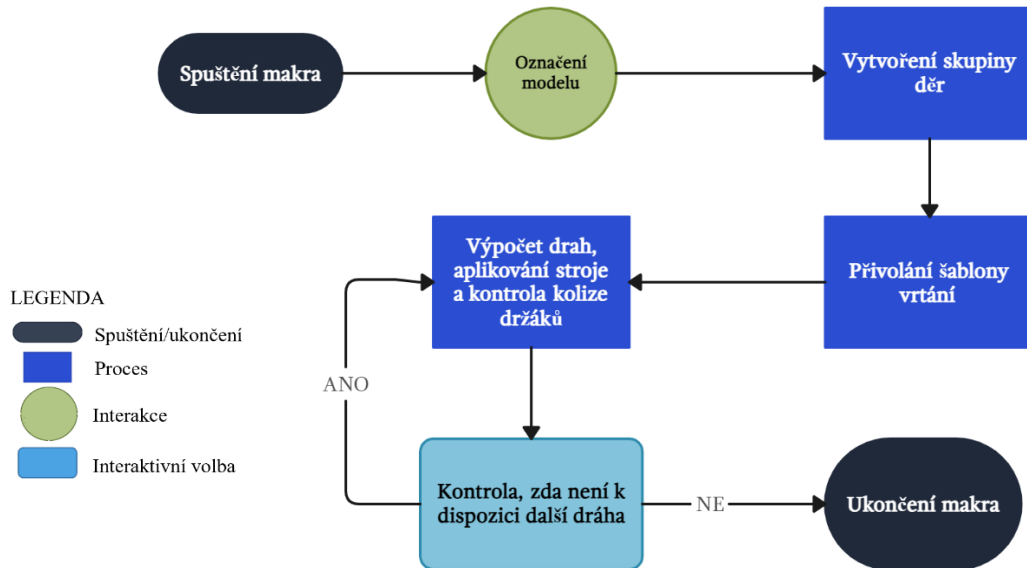 Spuštění makra
Označení
modelu
Vytvoření skupiny
děr
Výpočet drah,
aplikování stroje
a kontrola kolize
držáků
Přivolání šablony
vrtání
LEGENDA
Spuštění/ukončení
Proces
Interakce
Interaktivní volba
ANO
Kontrola, zda není k
dispozici další dráha
NE
Ukončení makra